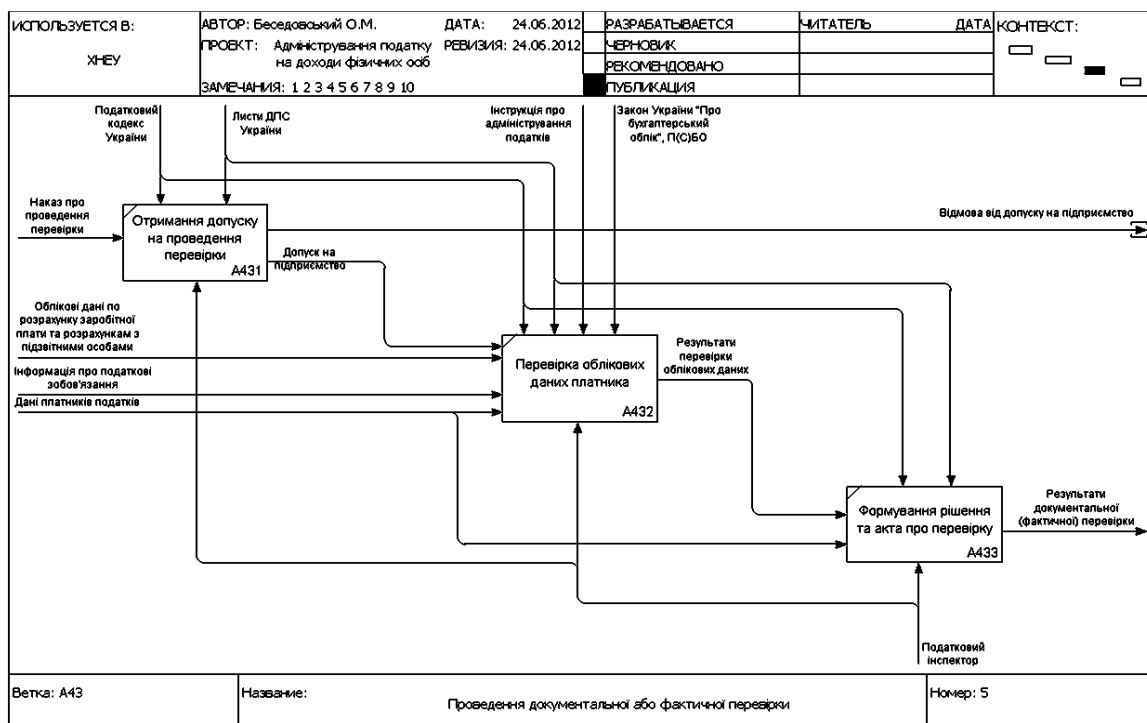 ИСПОЛЬЗУЕТСЯ В:
ХНЕУ
АВТОР: Беседовський О.М.
ДАТА: 24.06.2012
ПРОЕКТ: Адміністрування податку
на доходи фізичних осіб
РЕВИЗИЯ: 24.06.2012
ЗАМЕЧАНИЯ: 1 2 3 4 5 6 7 8 9 10
РАЗРАБАТЫВАЕТСЯ
ЧЕРНОВИК
РЕКОМЕНДОВАНО
ПУБЛИКАЦИЯ
ЧИТАТЕЛЬ
ДАТА
КОНТЕКСТ:
Податковий
кодекс
України
Листи ДПС
України
Інструкція про
адміністрування
податків
Закон України "Про
бухгалтерський
облік", П(С)БО
Наказ про
проведення
перевірки
Отримання допуску
на проведення
перевірки
А431
Відмова від допуску на підприємство
Допуск на
підприємство
Облікові дані по
розрахунку заробітної
плати та розрахункам з
підзвітними особами
Інформація про податкові
зобов'язання
Дані платників податків
Перевірка облікових
даних платника
А432
Результати
перевірки
облікових даних
Формування рішення
та акта про перевірку
А433
Результати
документальної
(фактичної) перевірки
Податковий
інспектор
Ветка: А43
Название:
Проведення документальної або фактичної перевірки
Номер: 5